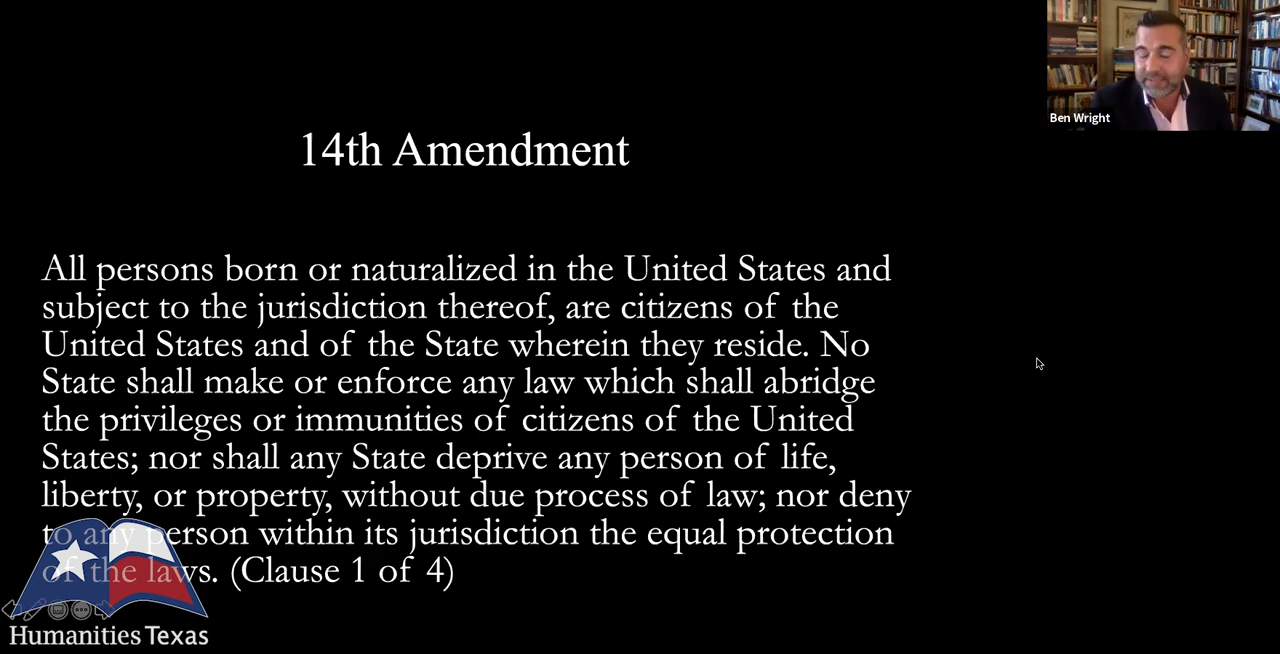 Ben Wright
14th Amendment
All persons born or naturalized in the United States and
subject to the jurisdiction thereof, are citizens of the
United States and of the State wherein they reside. No
State shall make or enforce any law which shall abridge
the privileges or immunities of citizens of the United
States; nor shall any State deprive any person of life,
liberty, or property, without due process of law; nor deny
to any person within its jurisdiction the equal protection
of the laws. (Clause 1 of 4)
Humanities Texas